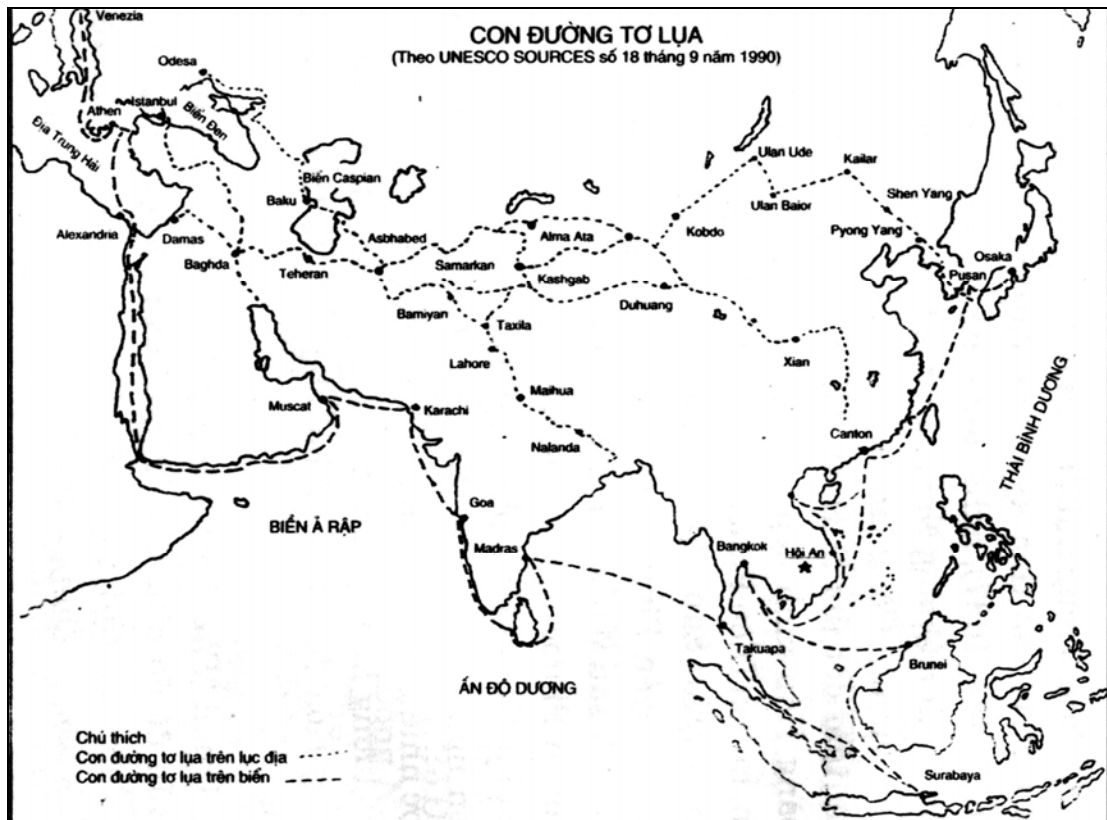 CON ĐƯỜNG TƠ LỤA
(Theo UNESCO SOURCES số 18 tháng 9 năm 1990)
Venezia
Odesa
Istanbul
Athen
Biển Đen
Địa Trung Hải
Ulan Ude
Kailar
Biển Caspian
Ulan Baior
Shen Yang
Baku
Kobdo
Alexandria
Damas
Asbhabed
Alma Ata
Pyong Yang
Osaka
Baghda
Teheran
Samarkan
Kashgab
Pusan
Bamiyan
Taxila
Duhuang
Lahore
Xian
Maihua
Muscat
Karachi
Nalanda
Canton
THÁI BÌNH DƯƠNG
Goa
BIỂN Ả RẬP
Madras
Bangkok
Hội An
Takuapa
Brunei
ẤN ĐỘ DƯƠNG
Chú thích
Con đường tơ lụa trên lục địa
Con đường tơ lụa trên biển
Surabaya